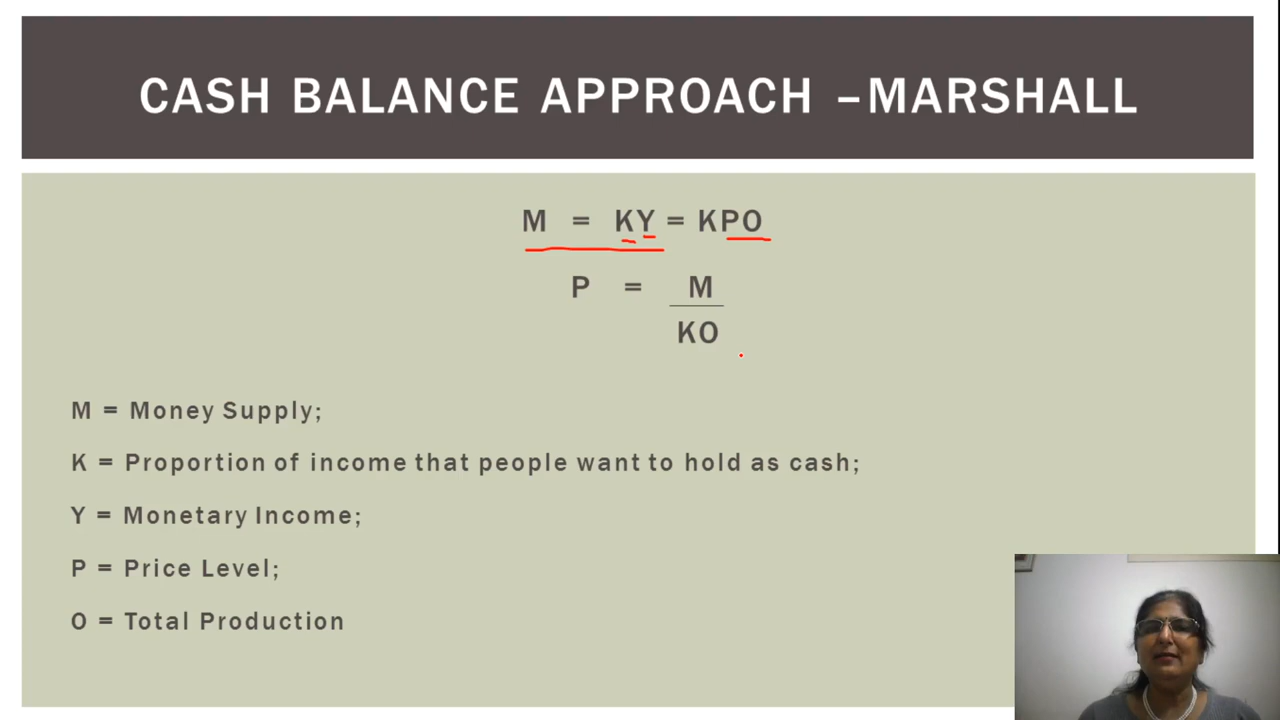 CASH BALANCE APPROACH –MARSHALL
M = KY = KPO
P = M
KO
M = Money Supply;
K = Proportion of income that people want to hold as cash;
Y = Monetary Income;
P = Price Level;
O = Total Production